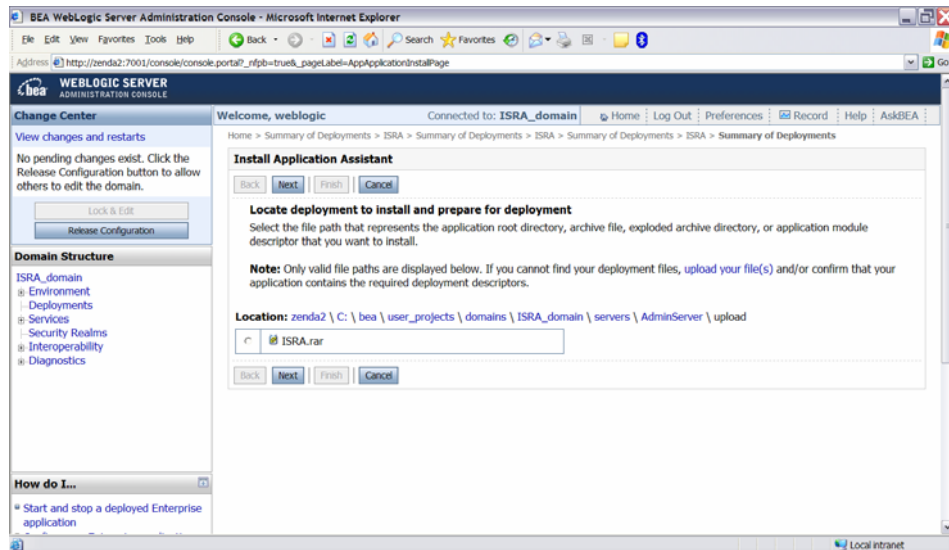 BEA WebLogic Server Administration Console - Microsoft Internet Explorer
File Edit View Favorites Tools Help
Back Search Favorites
Address http://zenda2:7001/console/console.portal?_nfpb=true&_pageLabel=AppApplicationInstallPage Go
bea WEBLOGIC SERVER
ADMINISTRATION CONSOLE
Change Center
View changes and restarts
No pending changes exist. Click the
Release Configuration button to allow
others to edit the domain.
Lock & Edit
Release Configuration
Domain Structure
ISRA_domain
Environment
Deployments
Services
Security Realms
Interoperability
Diagnostics
How do I...
Start and stop a deployed Enterprise
application
Welcome, weblogic Connected to: ISRA_domain Home Log Out Preferences Record Help AskBEA
Home > Summary of Deployments > ISRA > Summary of Deployments > ISRA > Summary of Deployments > ISRA > Summary of Deployments
Install Application Assistant
Back Next Finish Cancel
Locate deployment to install and prepare for deployment
Select the file path that represents the application root directory, archive file, exploded archive directory, or application module
descriptor that you want to install.
Note: Only valid file paths are displayed below. If you cannot find your deployment files, upload your file(s) and/or confirm that your
application contains the required deployment descriptors.
Location: zenda2 \ C: \ bea \ user_projects \ domains \ ISRA_domain \ servers \ AdminServer \ upload
ISRA.rar
Back Next Finish Cancel
Local intranet